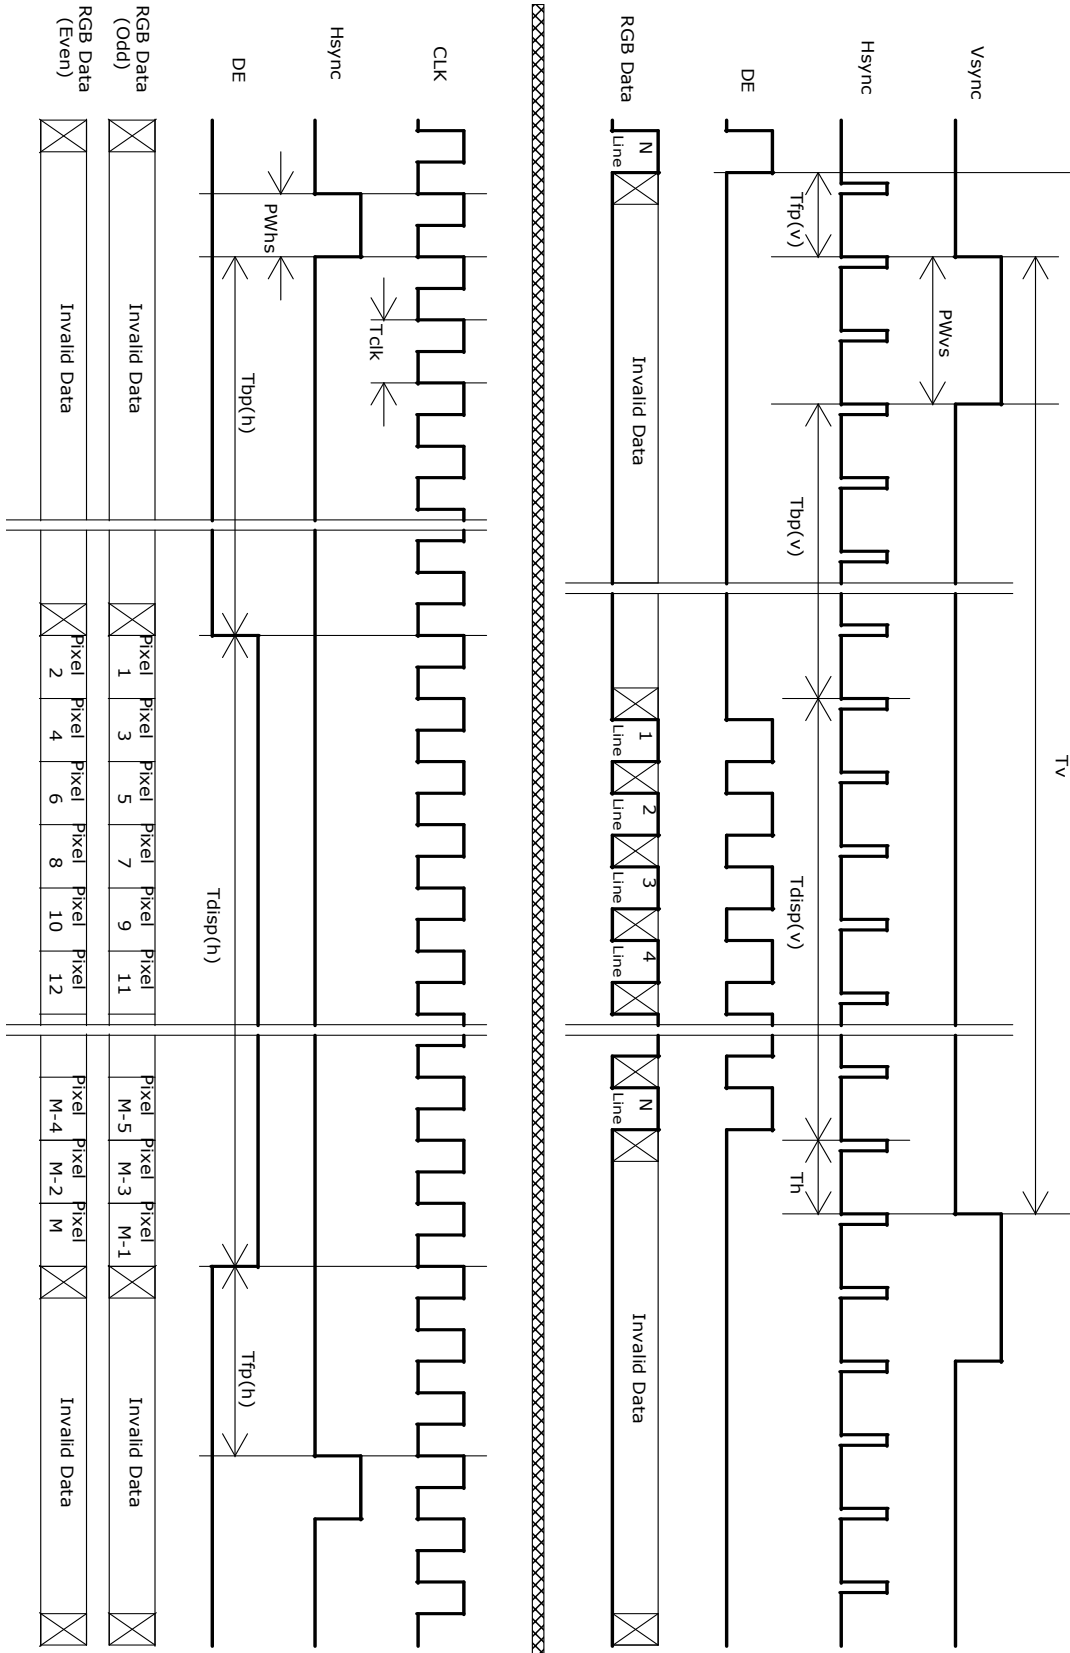 Vsync
Tv
PWvs
Hsync
Tfp(v)
Tbp(v)
Tdisp(v)
Th
DE
RGB Data
N
Line
Invalid Data
1
Line
2
Line
3
Line
4
Line
N
Line
Invalid Data
CLK
Tclk
Hsync
PWhs
DE
Tbp(h)
Tdisp(h)
Tfp(h)
RGB Data
(Odd)
Invalid Data
Pixel
1
Pixel
3
Pixel
5
Pixel
7
Pixel
9
Pixel
11
Pixel
M-5
Pixel
M-3
Pixel
M-1
Invalid Data
RGB Data
(Even)
Invalid Data
Pixel
2
Pixel
4
Pixel
6
Pixel
8
Pixel
10
Pixel
12
Pixel
M-4
Pixel
M-2
Pixel
M
Invalid Data